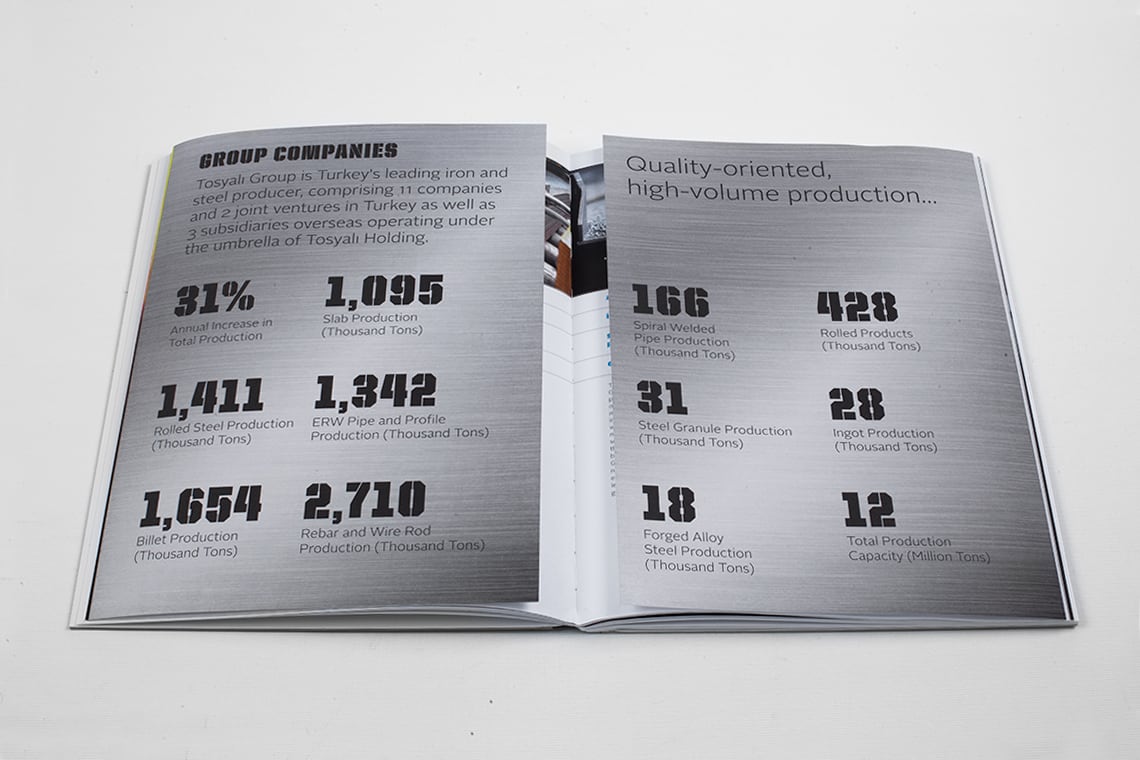 GROUP COMPANIES
Tosyalı Group is Turkey's leading iron and
steel producer, comprising 11 companies
and 2 joint ventures in Turkey as well as
3 subsidiaries overseas operating under
the umbrella of Tosyalı Holding.
31%
Annual Increase in
Total Production
1,095
Slab Production
(Thousand Tons)
1,411
Rolled Steel Production
(Thousand Tons)
1,342
ERW Pipe and Profile
Production (Thousand Tons)
1,654
Billet Production
(Thousand Tons)
2,710
Rebar and Wire Rod
Production (Thousand Tons)
Quality-oriented,
high-volume production...
166
Spiral Welded
Pipe Production
(Thousand Tons)
428
Rolled Products
(Thousand Tons)
31
Steel Granule Production
(Thousand Tons)
28
Ingot Production
(Thousand Tons)
18
Forged Alloy
Steel Production
(Thousand Tons)
12
Total Production
Capacity (Million Tons)